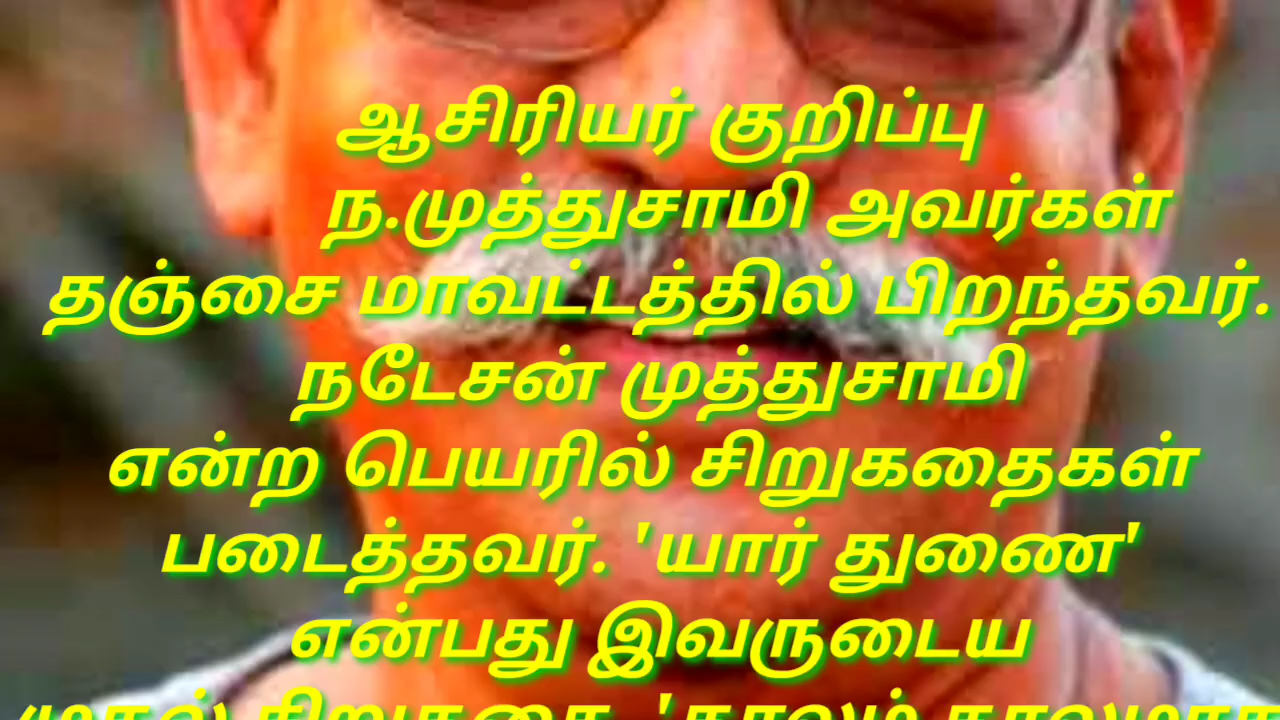 ஆசிரியர் குறிப்பு
ந.முத்துசாமி அவர்கள்
தஞ்சை மாவட்டத்தில் பிறந்தவர்.
நடேசன் முத்துசாமி
என்ற பெயரில் சிறுகதைகள்
படைத்தவர். 'யார் துணை'
என்பது இவருடைய